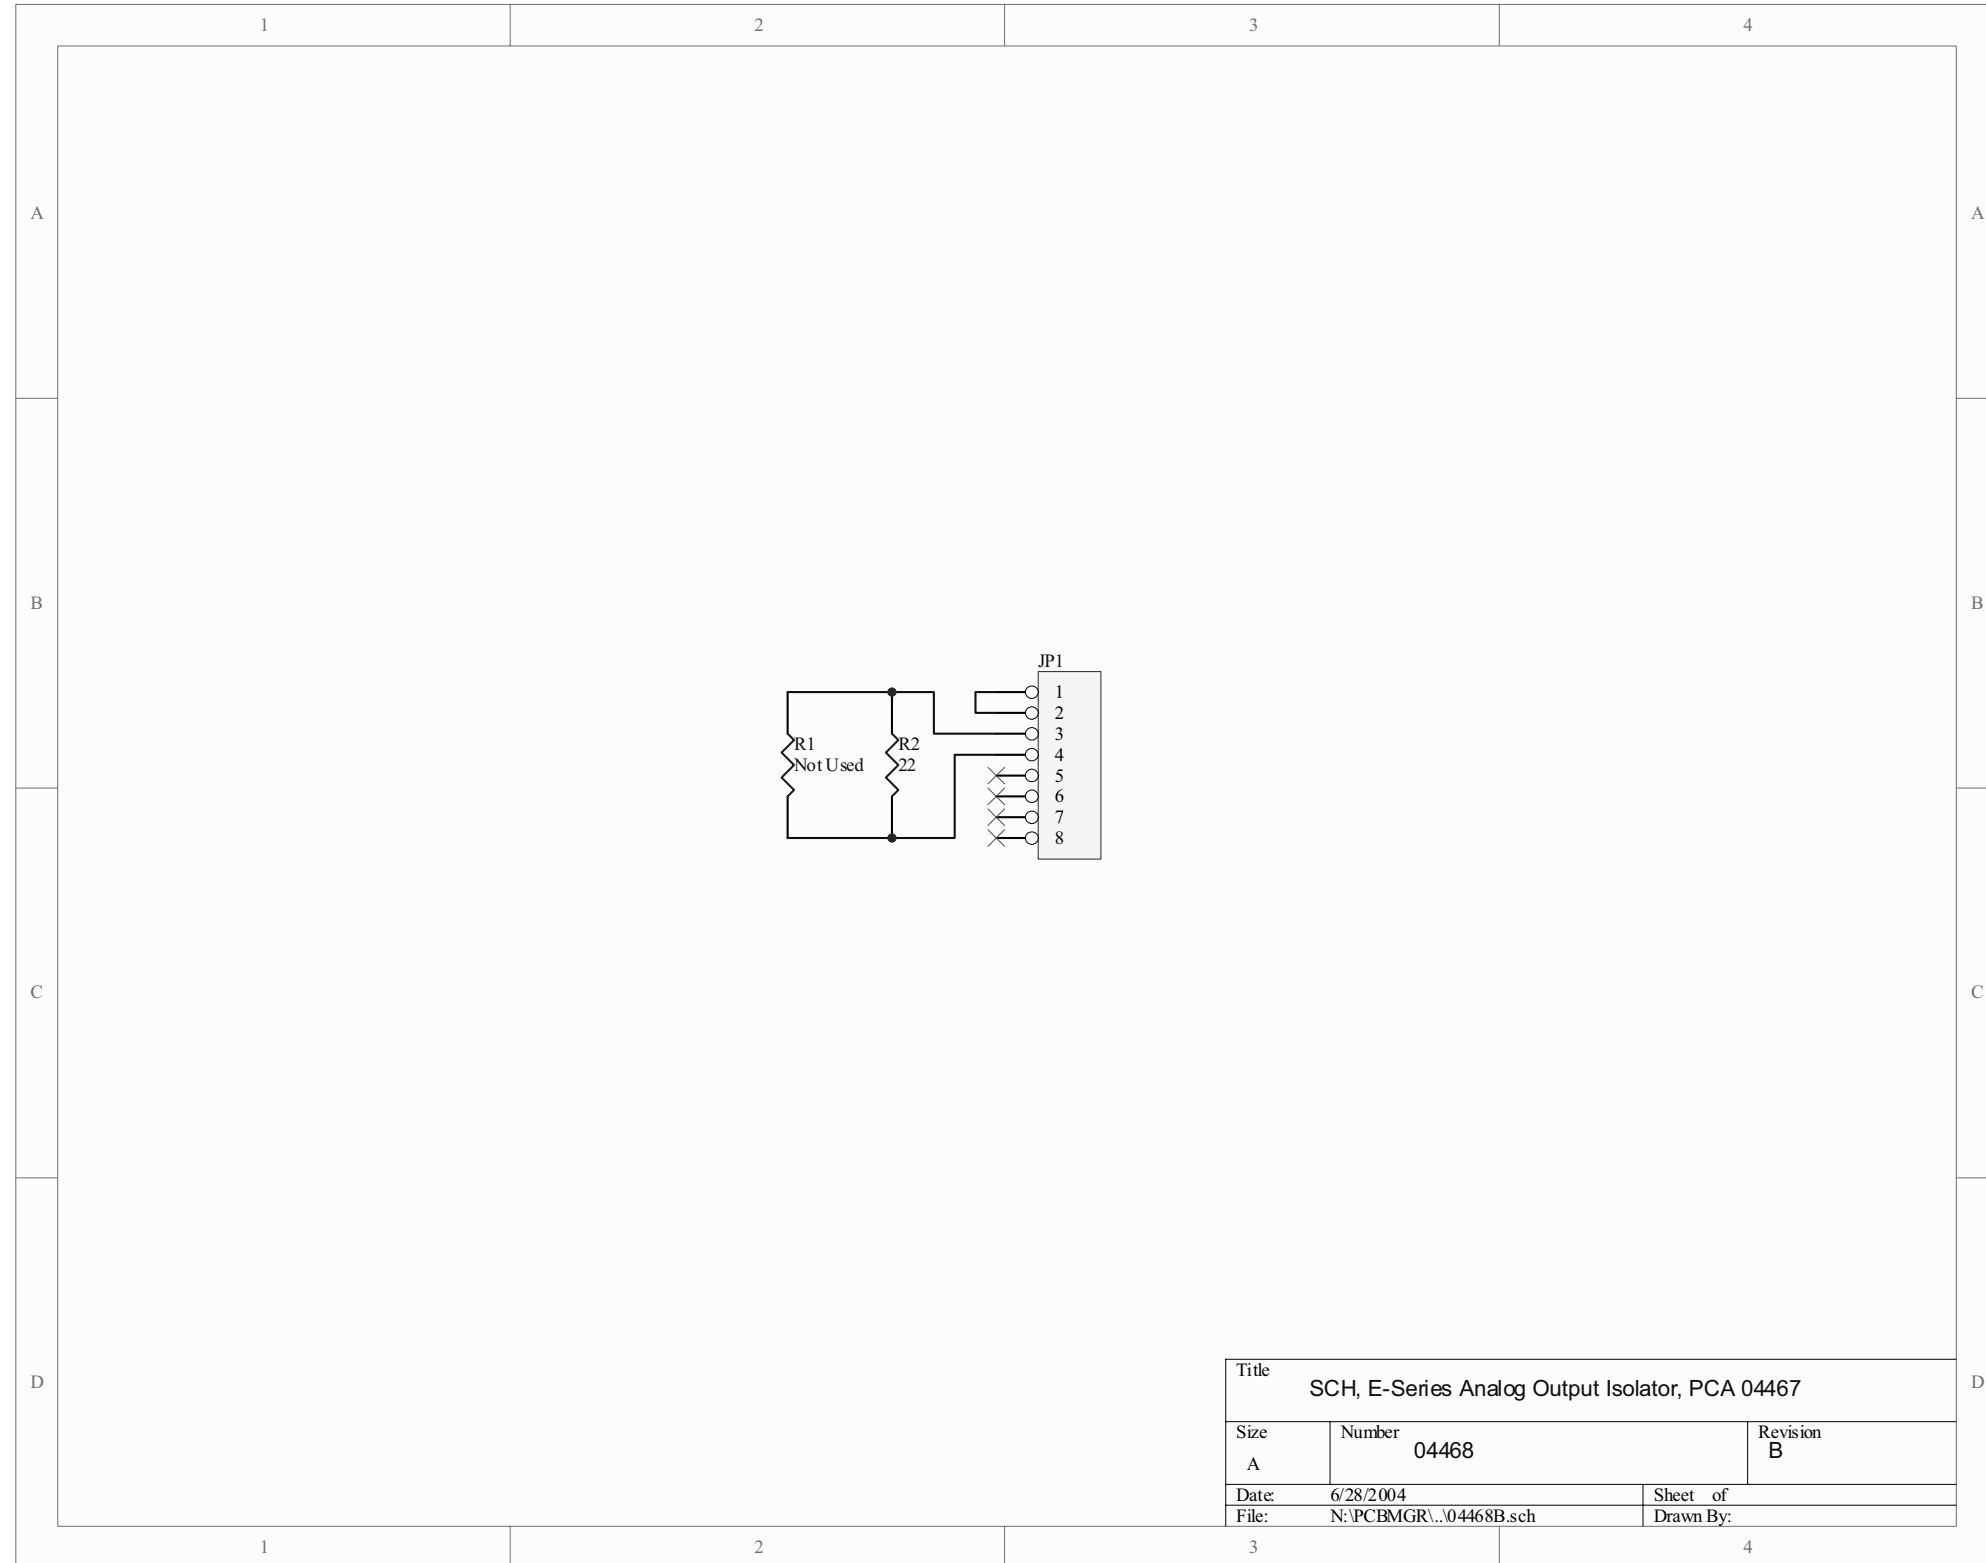 1 2 3 4
A A
B B
JP1
1
2
3
R1 R2 4
Not Used 22 5
6
7
8
C C
D D
Title
SCH, E-Series Analog Output Isolator, PCA 04467
Size Number Revision
A 04468 B
Date: 6/28/2004 Sheet of
File: N:\PCBMGR\..\04468B.sch Drawn By:
1 2 3 4